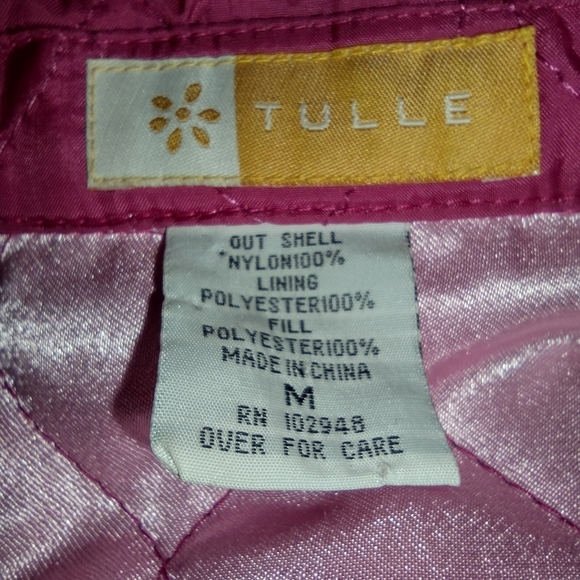 TULLE
OUT SHELL
*NYLON100%
LINING
POLYESTER100%
FILL
POLYESTER100%
MADE IN CHINA
M
RN 102948
OVER FOR CARE